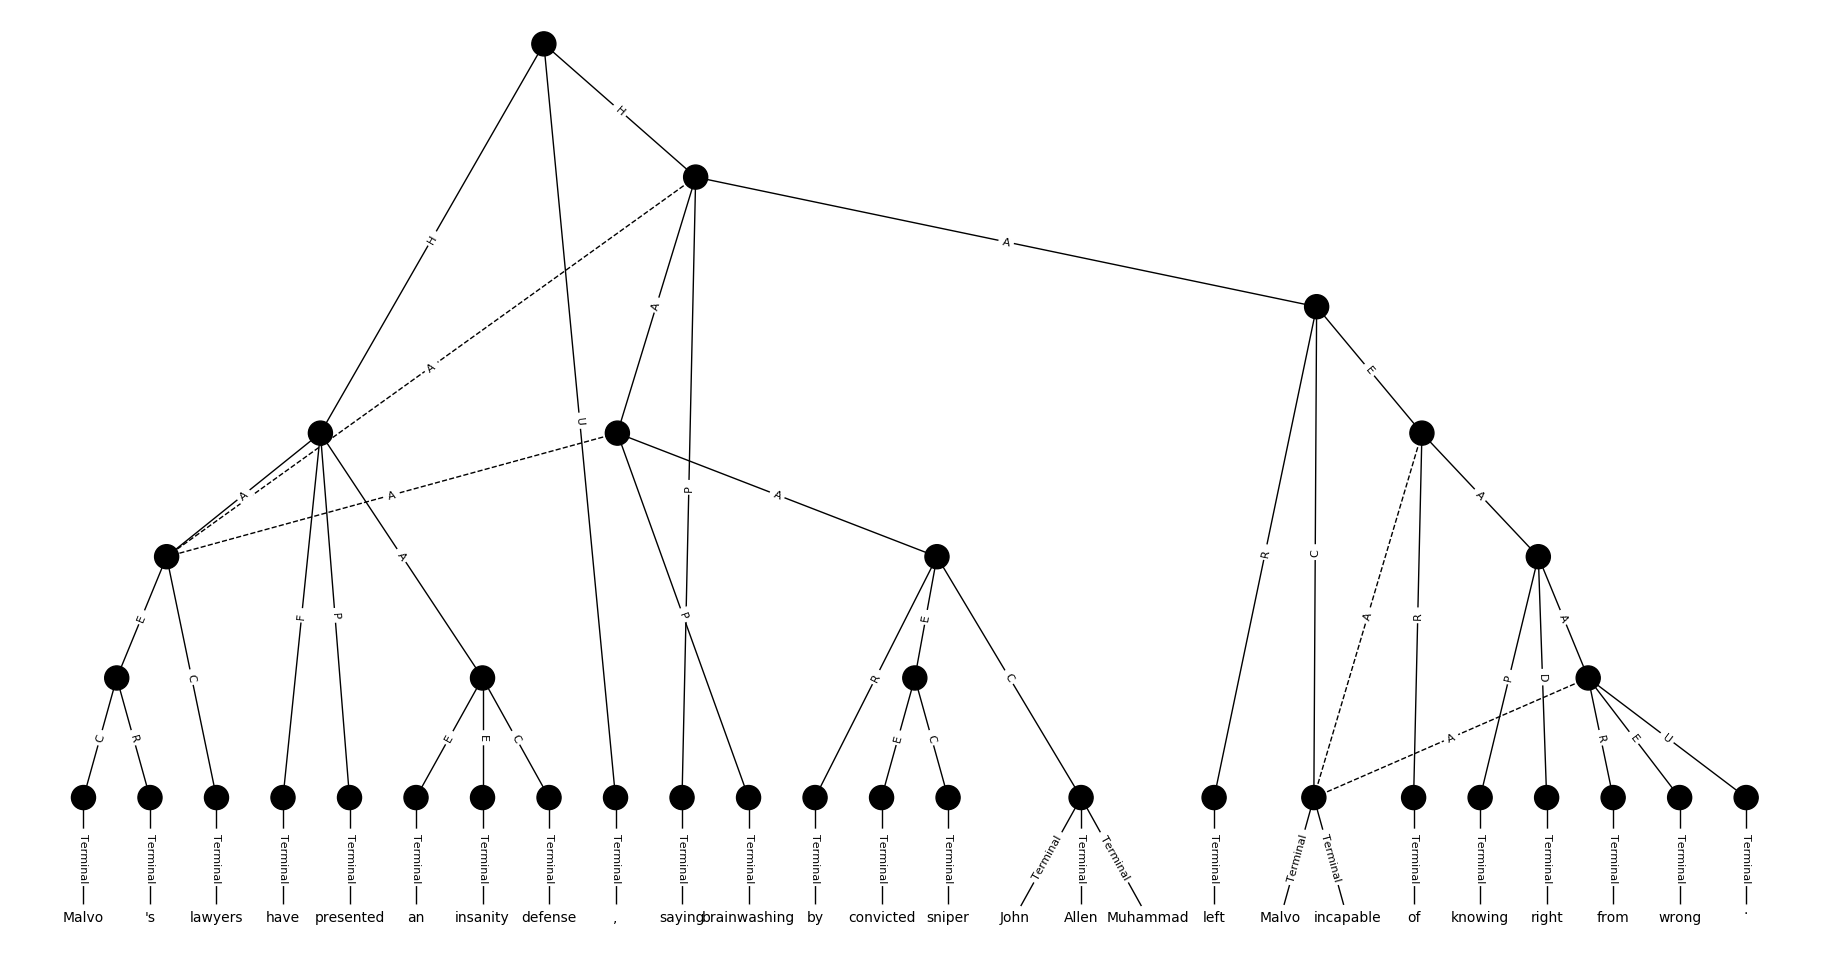 H
H
A
H
A
A
E
U
A
A
P
A
A
A
E
C
F
P
A
P
R
E
C
R
C
A
R
P
D
A
C
R
E
E
C
E
C
A
R
E
U
Terminal Terminal Terminal Terminal Terminal Terminal Terminal Terminal Terminal Terminal Terminal Terminal Terminal Terminal Terminal Terminal Terminal Terminal Terminal Terminal Terminal Terminal Terminal Terminal Terminal Terminal
Malvo 's lawyers have presented an insanity defense , saying brainwashing by convicted sniper John Allen Muhammad left Malvo incapable of knowing right from wrong .